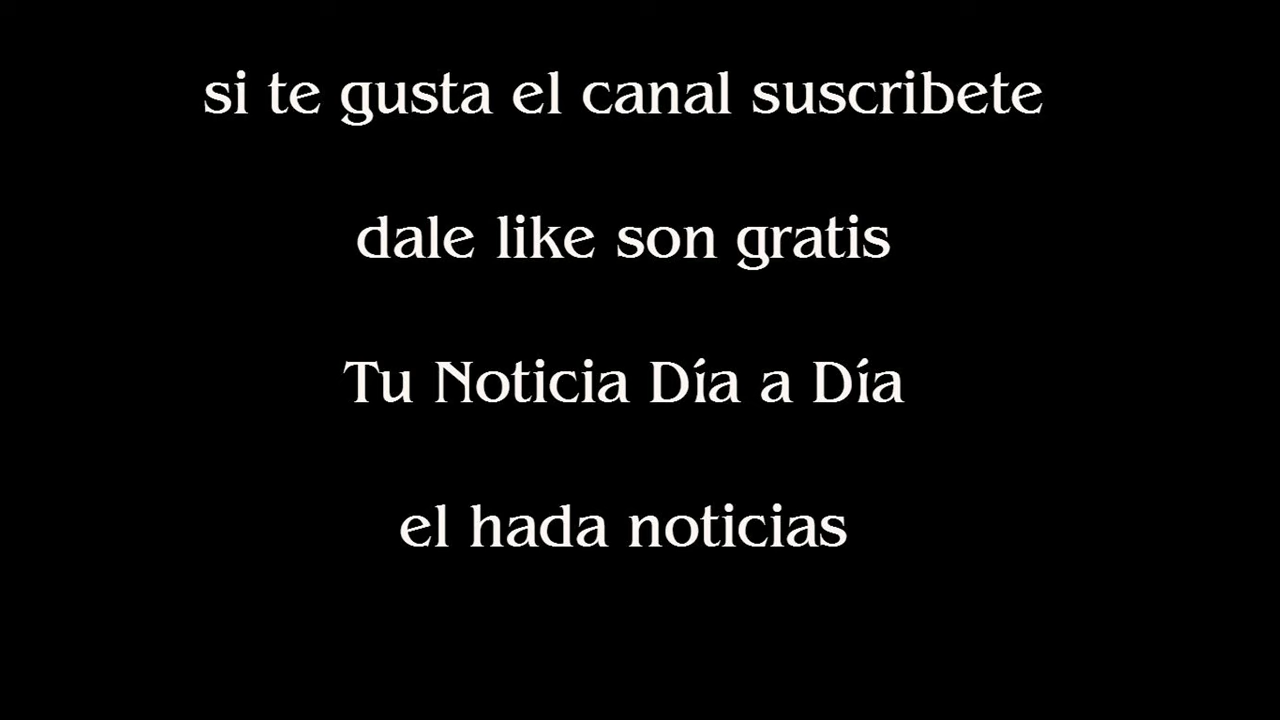 si te gusta el canal suscribete
dale like son gratis
Tu Noticia Día a Día
el hada noticias